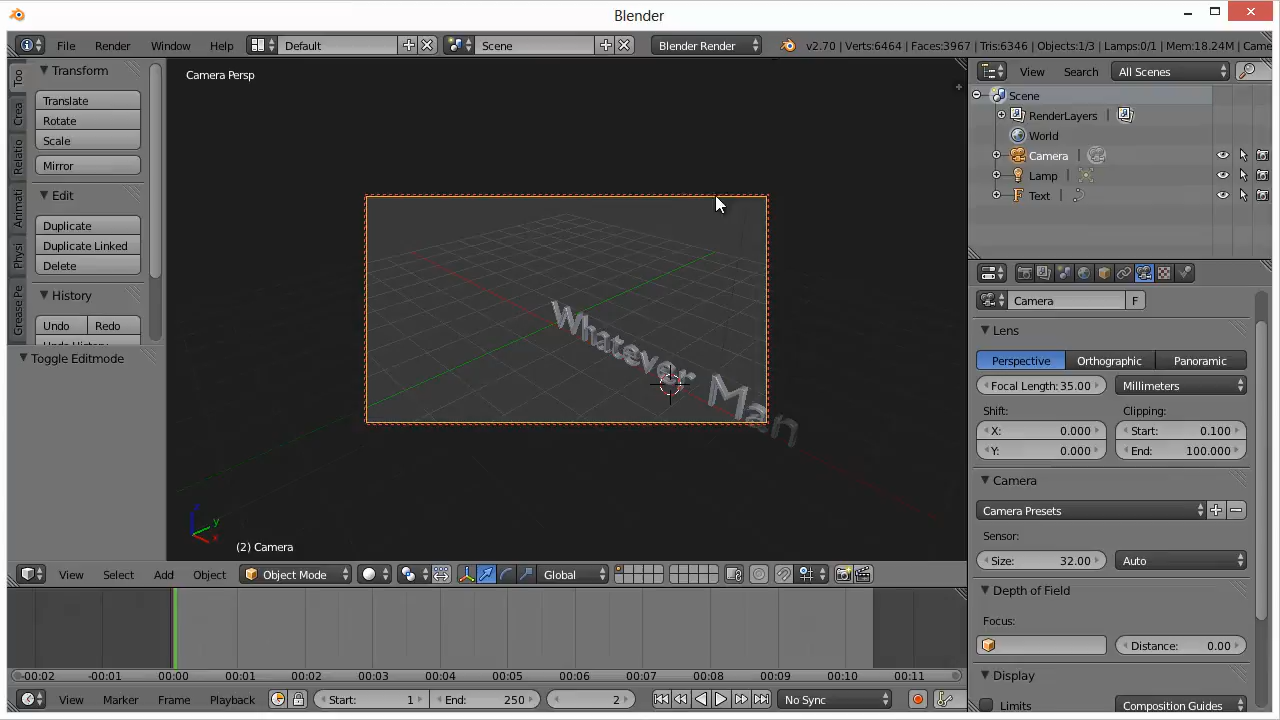 Blender
File Render Window Help Default Scene Blender Render v2.70 | Verts:6464 | Faces:3967 | Tris:6346 | Objects:1/3 | Lamps:0/1 | Mem:18.24M | Came
Too
Crea
Relatio
Animati
Physi
Grease Pe
Transform
Translate
Rotate
Scale
Mirror
Edit
Duplicate
Duplicate Linked
Delete
History
Undo Redo
Toggle Editmode
Camera Persp
Whatever Man
z
y
x
(2) Camera
View Search All Scenes
Scene
RenderLayers |
World
Camera |
Lamp |
Text |
Camera F
Lens
Perspective Orthographic Panoramic
Focal Length: 35.00 Millimeters
Shift: Clipping:
X: 0.000 Start: 0.100
Y: 0.000 End: 100.000
Camera
Camera Presets
Sensor:
Size: 32.00 Auto
Depth of Field
Focus:
Distance: 0.00
Display
Limits Composition Guides
View Select Add Object Object Mode Global
-00:02 -00:01 00:00 00:01 00:02 00:03 00:04 00:05 00:06 00:07 00:08 00:09 00:10 00:11
View Marker Frame Playback Start: 1 End: 250 2 No Sync